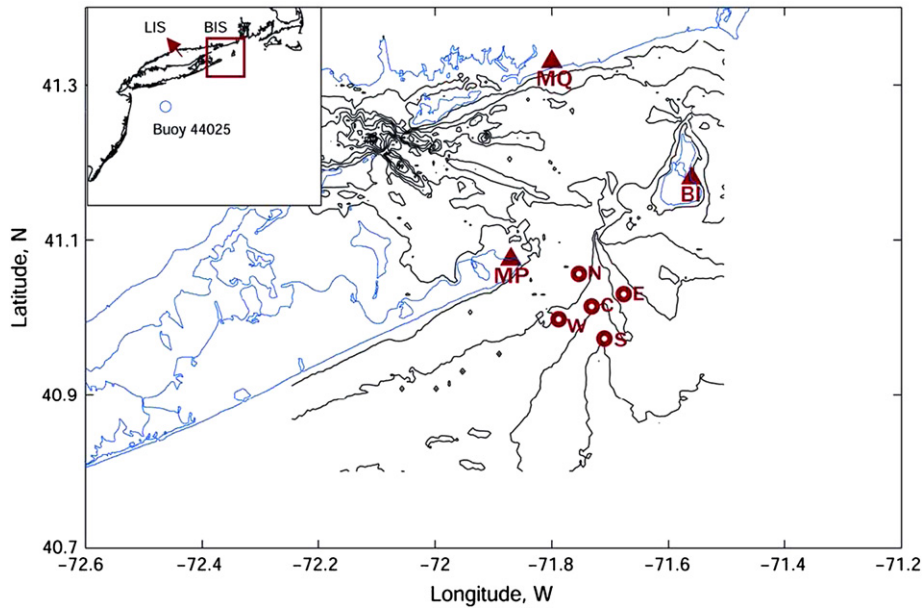 LIS
BIS
Buoy 44025
MQ
BI
MP
N
E
C
W
S
41.3
41.1
40.9
40.7
Latitude, N
−72.6
−72.4
−72.2
−72
−71.8
−71.6
−71.4
−71.2
Longitude, W